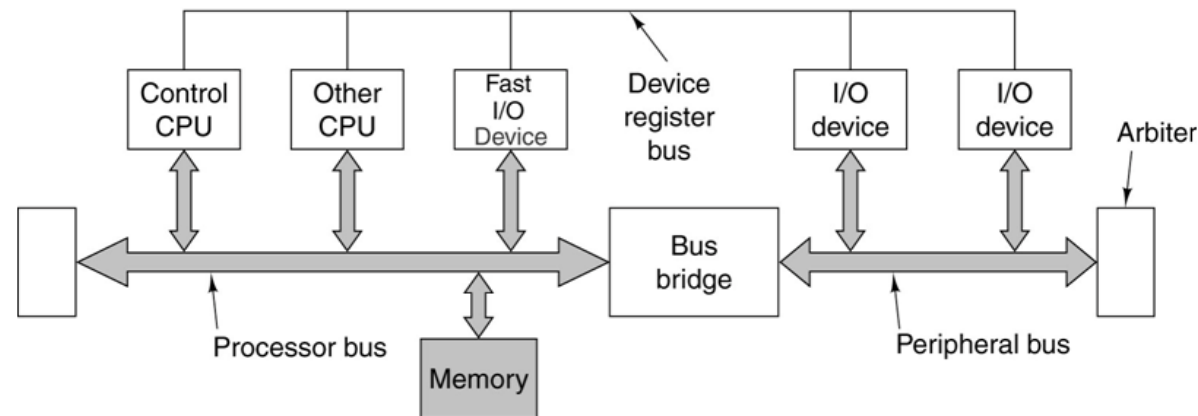 Control
CPU
Other
CPU
Fast
I/O
Device
Device
register
bus
I/O
device
I/O
device
Arbiter
Bus
bridge
Processor bus
Peripheral bus
Memory